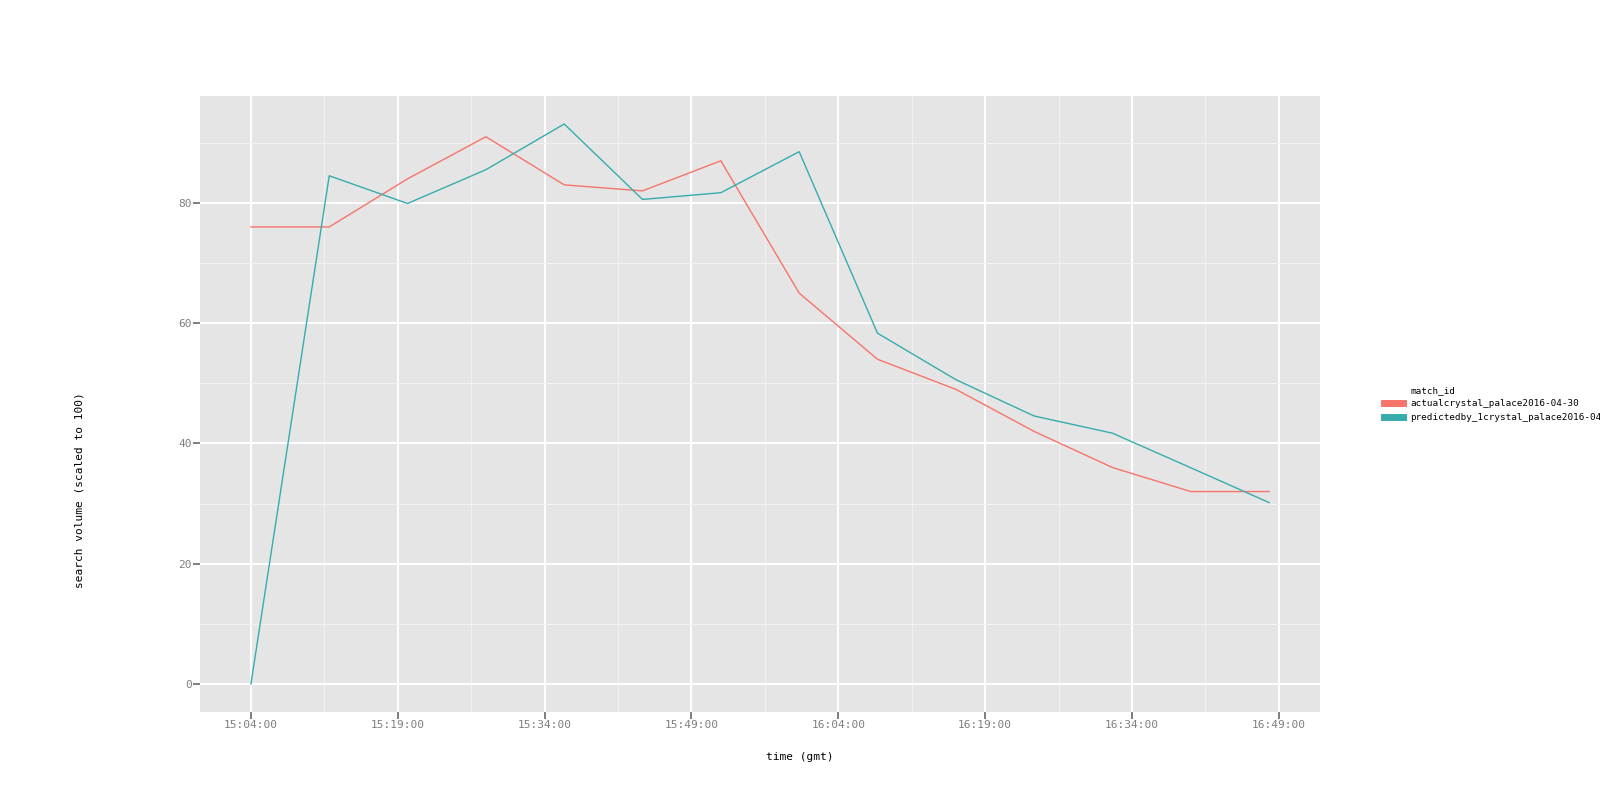 search volume (scaled to 100)
80
60
40
20
0
15:04:00
15:19:00
15:34:00
15:49:00
16:04:00
16:19:00
16:34:00
16:49:00
time (gmt)
match_id
actualcrystal_palace2016-04-30
predictedby_1crystal_palace2016-04